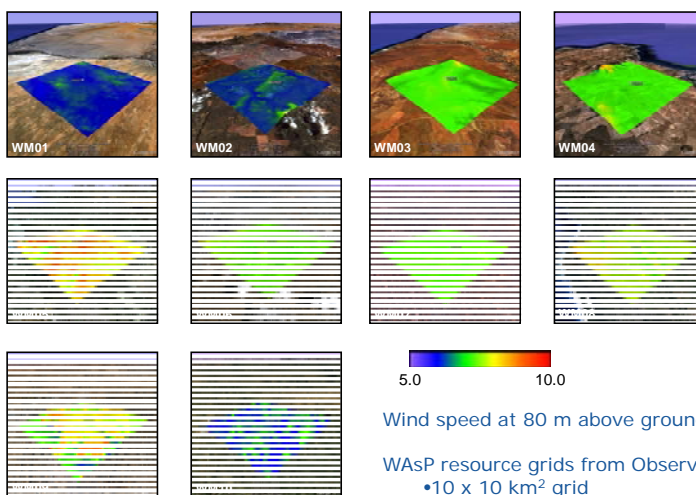 WM01 WM02 WM03 WM04
5.0 10.0
Wind speed at 80 m above groun
WAsP resource grids from Observ
•10 x 10 km² grid